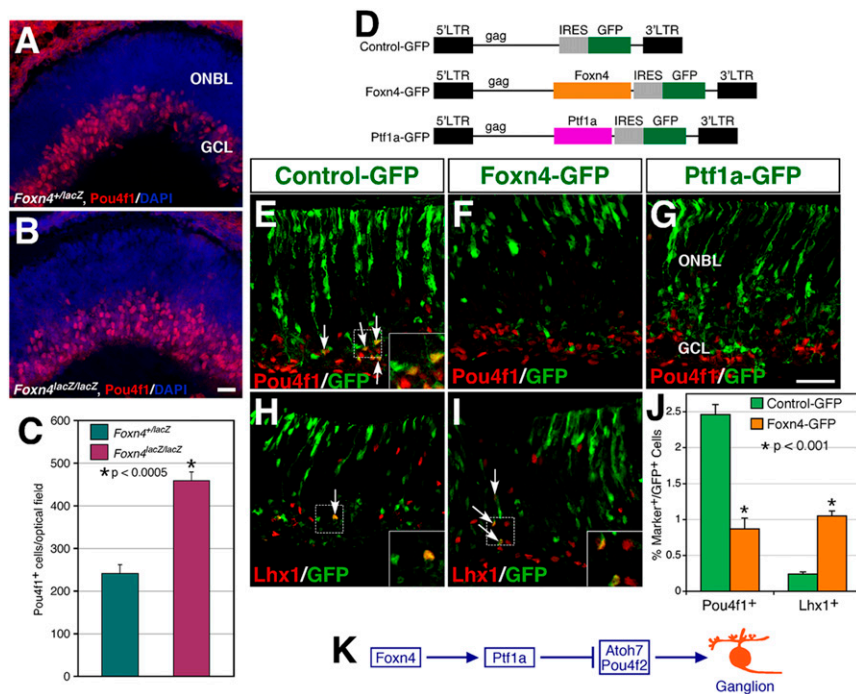 A
ONBL
GCL
Foxn4+/lacZ, Pou4f1/DAPI
B
Foxn4lacZ/lacZ, Pou4f1/DAPI
C
600
500
400
300
200
100
0
Pou4f1+ cells/optical field
Foxn4+/lacZ
Foxn4lacZ/lacZ
* p < 0.0005
*
D
Control-GFP
5'LTR gag IRES GFP 3'LTR
Foxn4-GFP
5'LTR gag Foxn4 IRES GFP 3'LTR
Ptf1a-GFP
5'LTR gag Ptf1a IRES GFP 3'LTR
Control-GFP Foxn4-GFP Ptf1a-GFP
E
Pou4f1/GFP
F
Pou4f1/GFP
G
ONBL
GCL
Pou4f1/GFP
H
Lhx1/GFP
I
Lhx1/GFP
J
Control-GFP
Foxn4-GFP
* p < 0.001
% Marker+/GFP+ Cells
2.5
2
1.5
1
0.5
0
*
*
Pou4f1+ Lhx1+
K
Foxn4
Ptf1a
Atoh7
Pou4f2
Ganglion